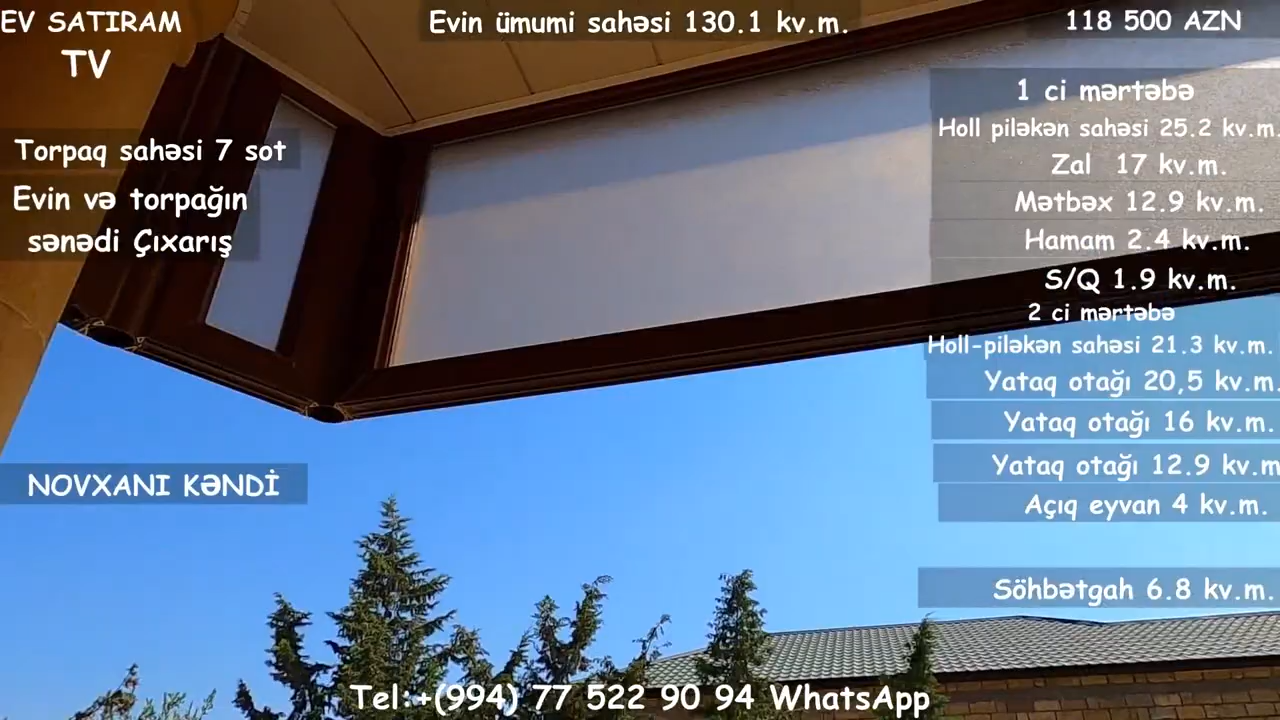 EV SATIRAM
TV
Evin ümumi sahəsi 130.1 kv.m.
118 500 AZN
Torpaq sahəsi 7 sot
Evin və torpağın
sənədi Çıxarış
NOVXANI KƏNDİ
1 ci mərtəbə
Holl piləkən sahəsi 25.2 kv.m.
Zal 17 kv.m.
Mətbəx 12.9 kv.m.
Hamam 2.4 kv.m.
S/Q 1.9 kv.m.
2 ci mərtəbə
Holl-piləkən sahəsi 21.3 kv.m.
Yataq otağı 20,5 kv.m.
Yataq otağı 16 kv.m.
Yataq otağı 12.9 kv.m
Açıq eyvan 4 kv.m.
Söhbətgah 6.8 kv.m.
Tel:+(994) 77 522 90 94 WhatsApp